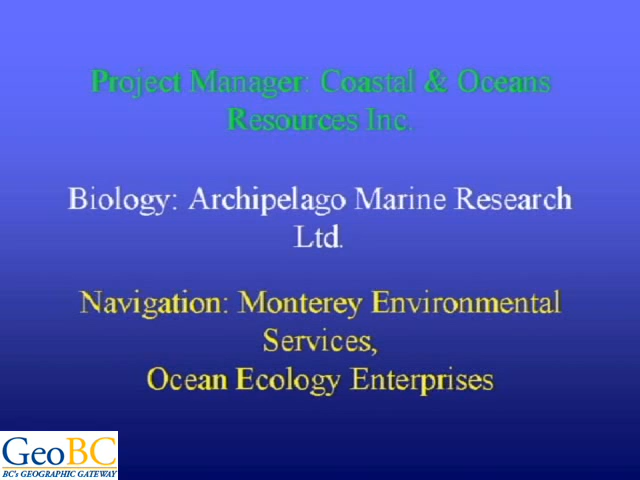 Project Manager: Coastal & Oceans
Resources Inc.
Biology: Archipelago Marine Research
Ltd.
Navigation: Monterey Environmental
Services,
Ocean Ecology Enterprises
GeoBC
BC's GEOGRAPHIC GATEWAY